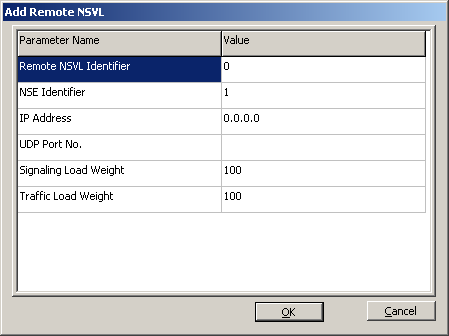 Add Remote NSVL
Parameter Name Value
Remote NSVL Identifier 0
NSE Identifier 1
IP Address 0.0.0.0
UDP Port No.
Signaling Load Weight 100
Traffic Load Weight 100
OK Cancel